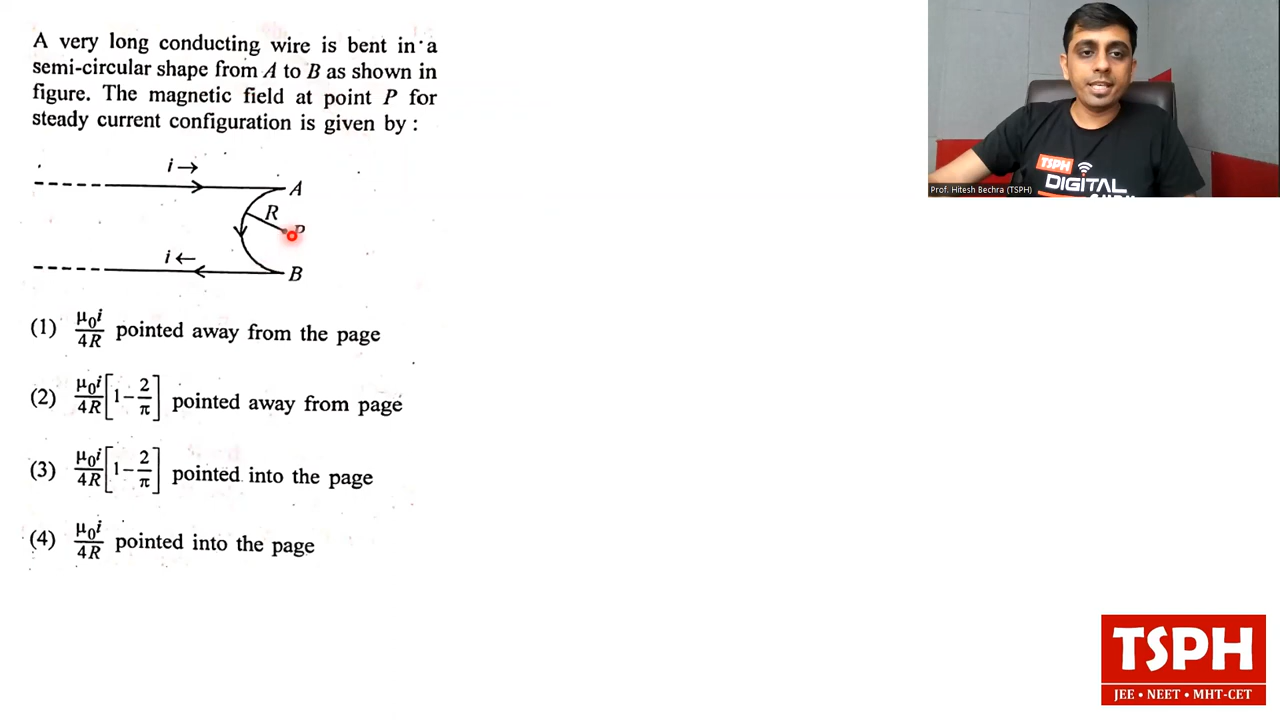 A very long conducting wire is bent in a
semi-circular shape from A to B as shown in
figure. The magnetic field at point P for
steady current configuration is given by :
i→
A
R
P
i←
B
(1) μ₀i/4R pointed away from the page
(2) μ₀i/4R [1−2/π] pointed away from page
(3) μ₀i/4R [1−2/π] pointed into the page
(4) μ₀i/4R pointed into the page
TSPH
DIGITAL
Prof. Hitesh Bechra (TSPH)
TSPH
JEE • NEET • MHT-CET